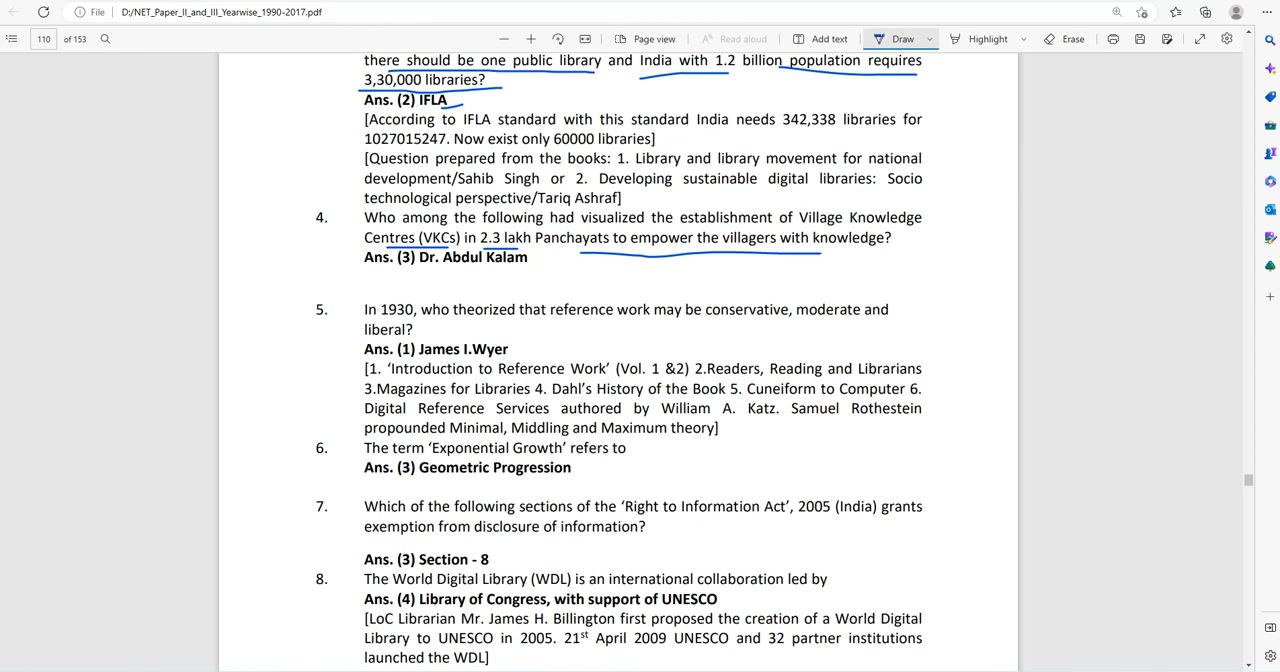 File
D:/NET_Paper_II_and_III_Yearwise_1990-2017.pdf
110 of 153
Page view
Read aloud
Add text
Draw
Highlight
Erase
there should be one public library and India with 1.2 billion population requires
3,30,000 libraries?
Ans. (2) IFLA
[According to IFLA standard with this standard India needs 342,338 libraries for
1027015247. Now exist only 60000 libraries]
[Question prepared from the books: 1. Library and library movement for national
development/Sahib Singh or 2. Developing sustainable digital libraries: Socio
technological perspective/Tariq Ashraf]
4. Who among the following had visualized the establishment of Village Knowledge
Centres (VKCs) in 2.3 lakh Panchayats to empower the villagers with knowledge?
Ans. (3) Dr. Abdul Kalam
5. In 1930, who theorized that reference work may be conservative, moderate and
liberal?
Ans. (1) James I.Wyer
[1. ‘Introduction to Reference Work’ (Vol. 1 &2) 2.Readers, Reading and Librarians
3.Magazines for Libraries 4. Dahl’s History of the Book 5. Cuneiform to Computer 6.
Digital Reference Services authored by William A. Katz. Samuel Rothestein
propounded Minimal, Middling and Maximum theory]
6. The term ‘Exponential Growth’ refers to
Ans. (3) Geometric Progression
7. Which of the following sections of the ‘Right to Information Act’, 2005 (India) grants
exemption from disclosure of information?
Ans. (3) Section - 8
8. The World Digital Library (WDL) is an international collaboration led by
Ans. (4) Library of Congress, with support of UNESCO
[LoC Librarian Mr. James H. Billington first proposed the creation of a World Digital
Library to UNESCO in 2005. 21st April 2009 UNESCO and 32 partner institutions
launched the WDL]